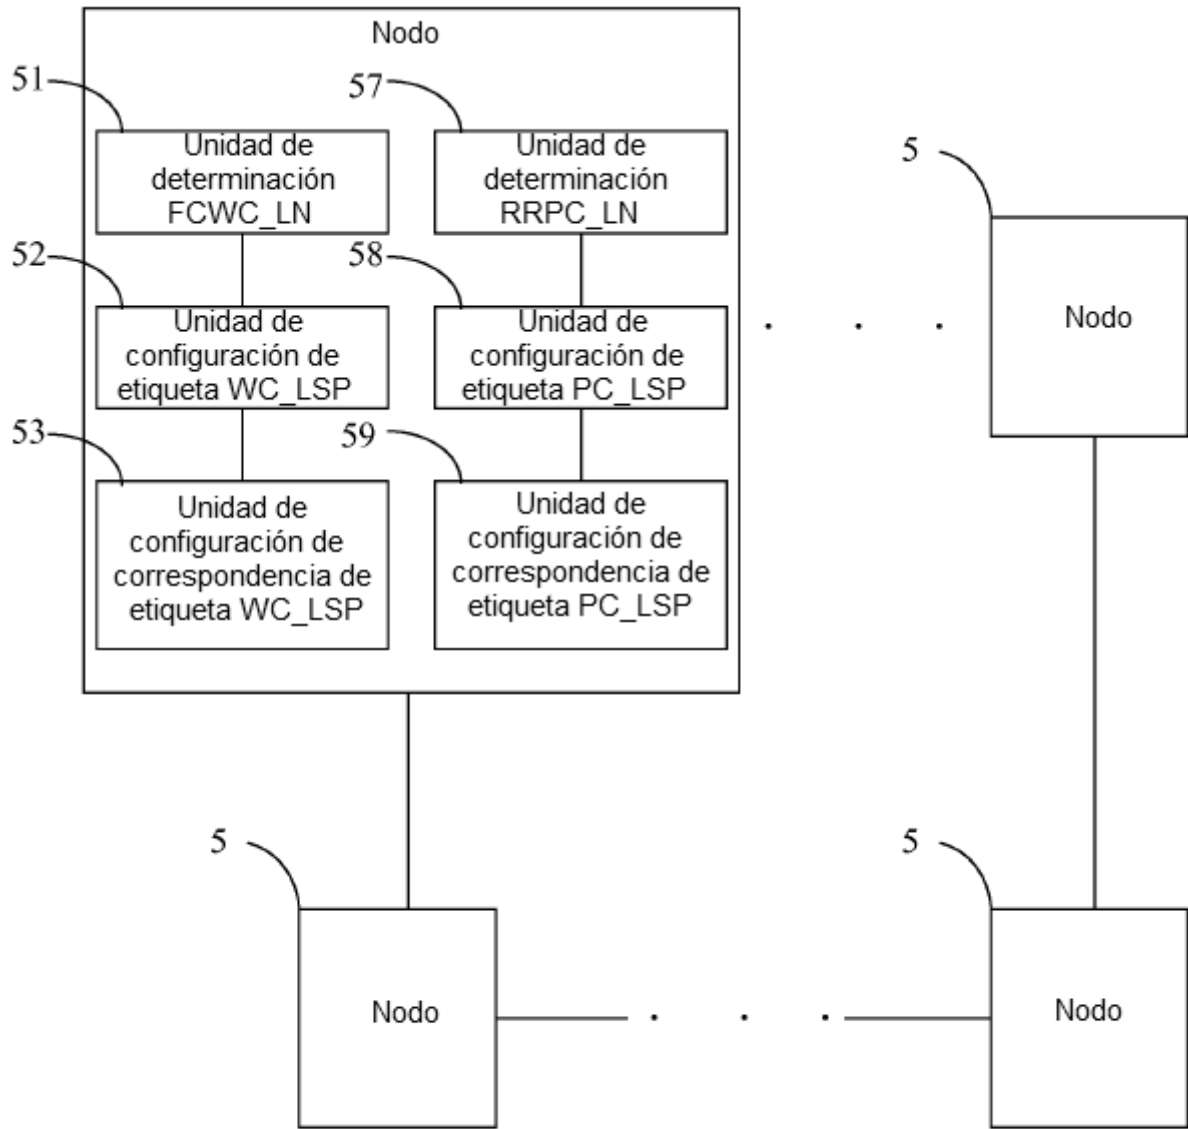 Nodo
51
57
Unidad de
determinación
FCWC_LN
Unidad de
determinación
RRPC_LN
5
52
58
Unidad de
configuración de
etiqueta WC_LSP
Unidad de
configuración de
etiqueta PC_LSP
. . .
Nodo
53
59
Unidad de
configuración de
correspondencia de
etiqueta WC_LSP
Unidad de
configuración de
correspondencia de
etiqueta PC_LSP
5
5
Nodo
. . .
Nodo